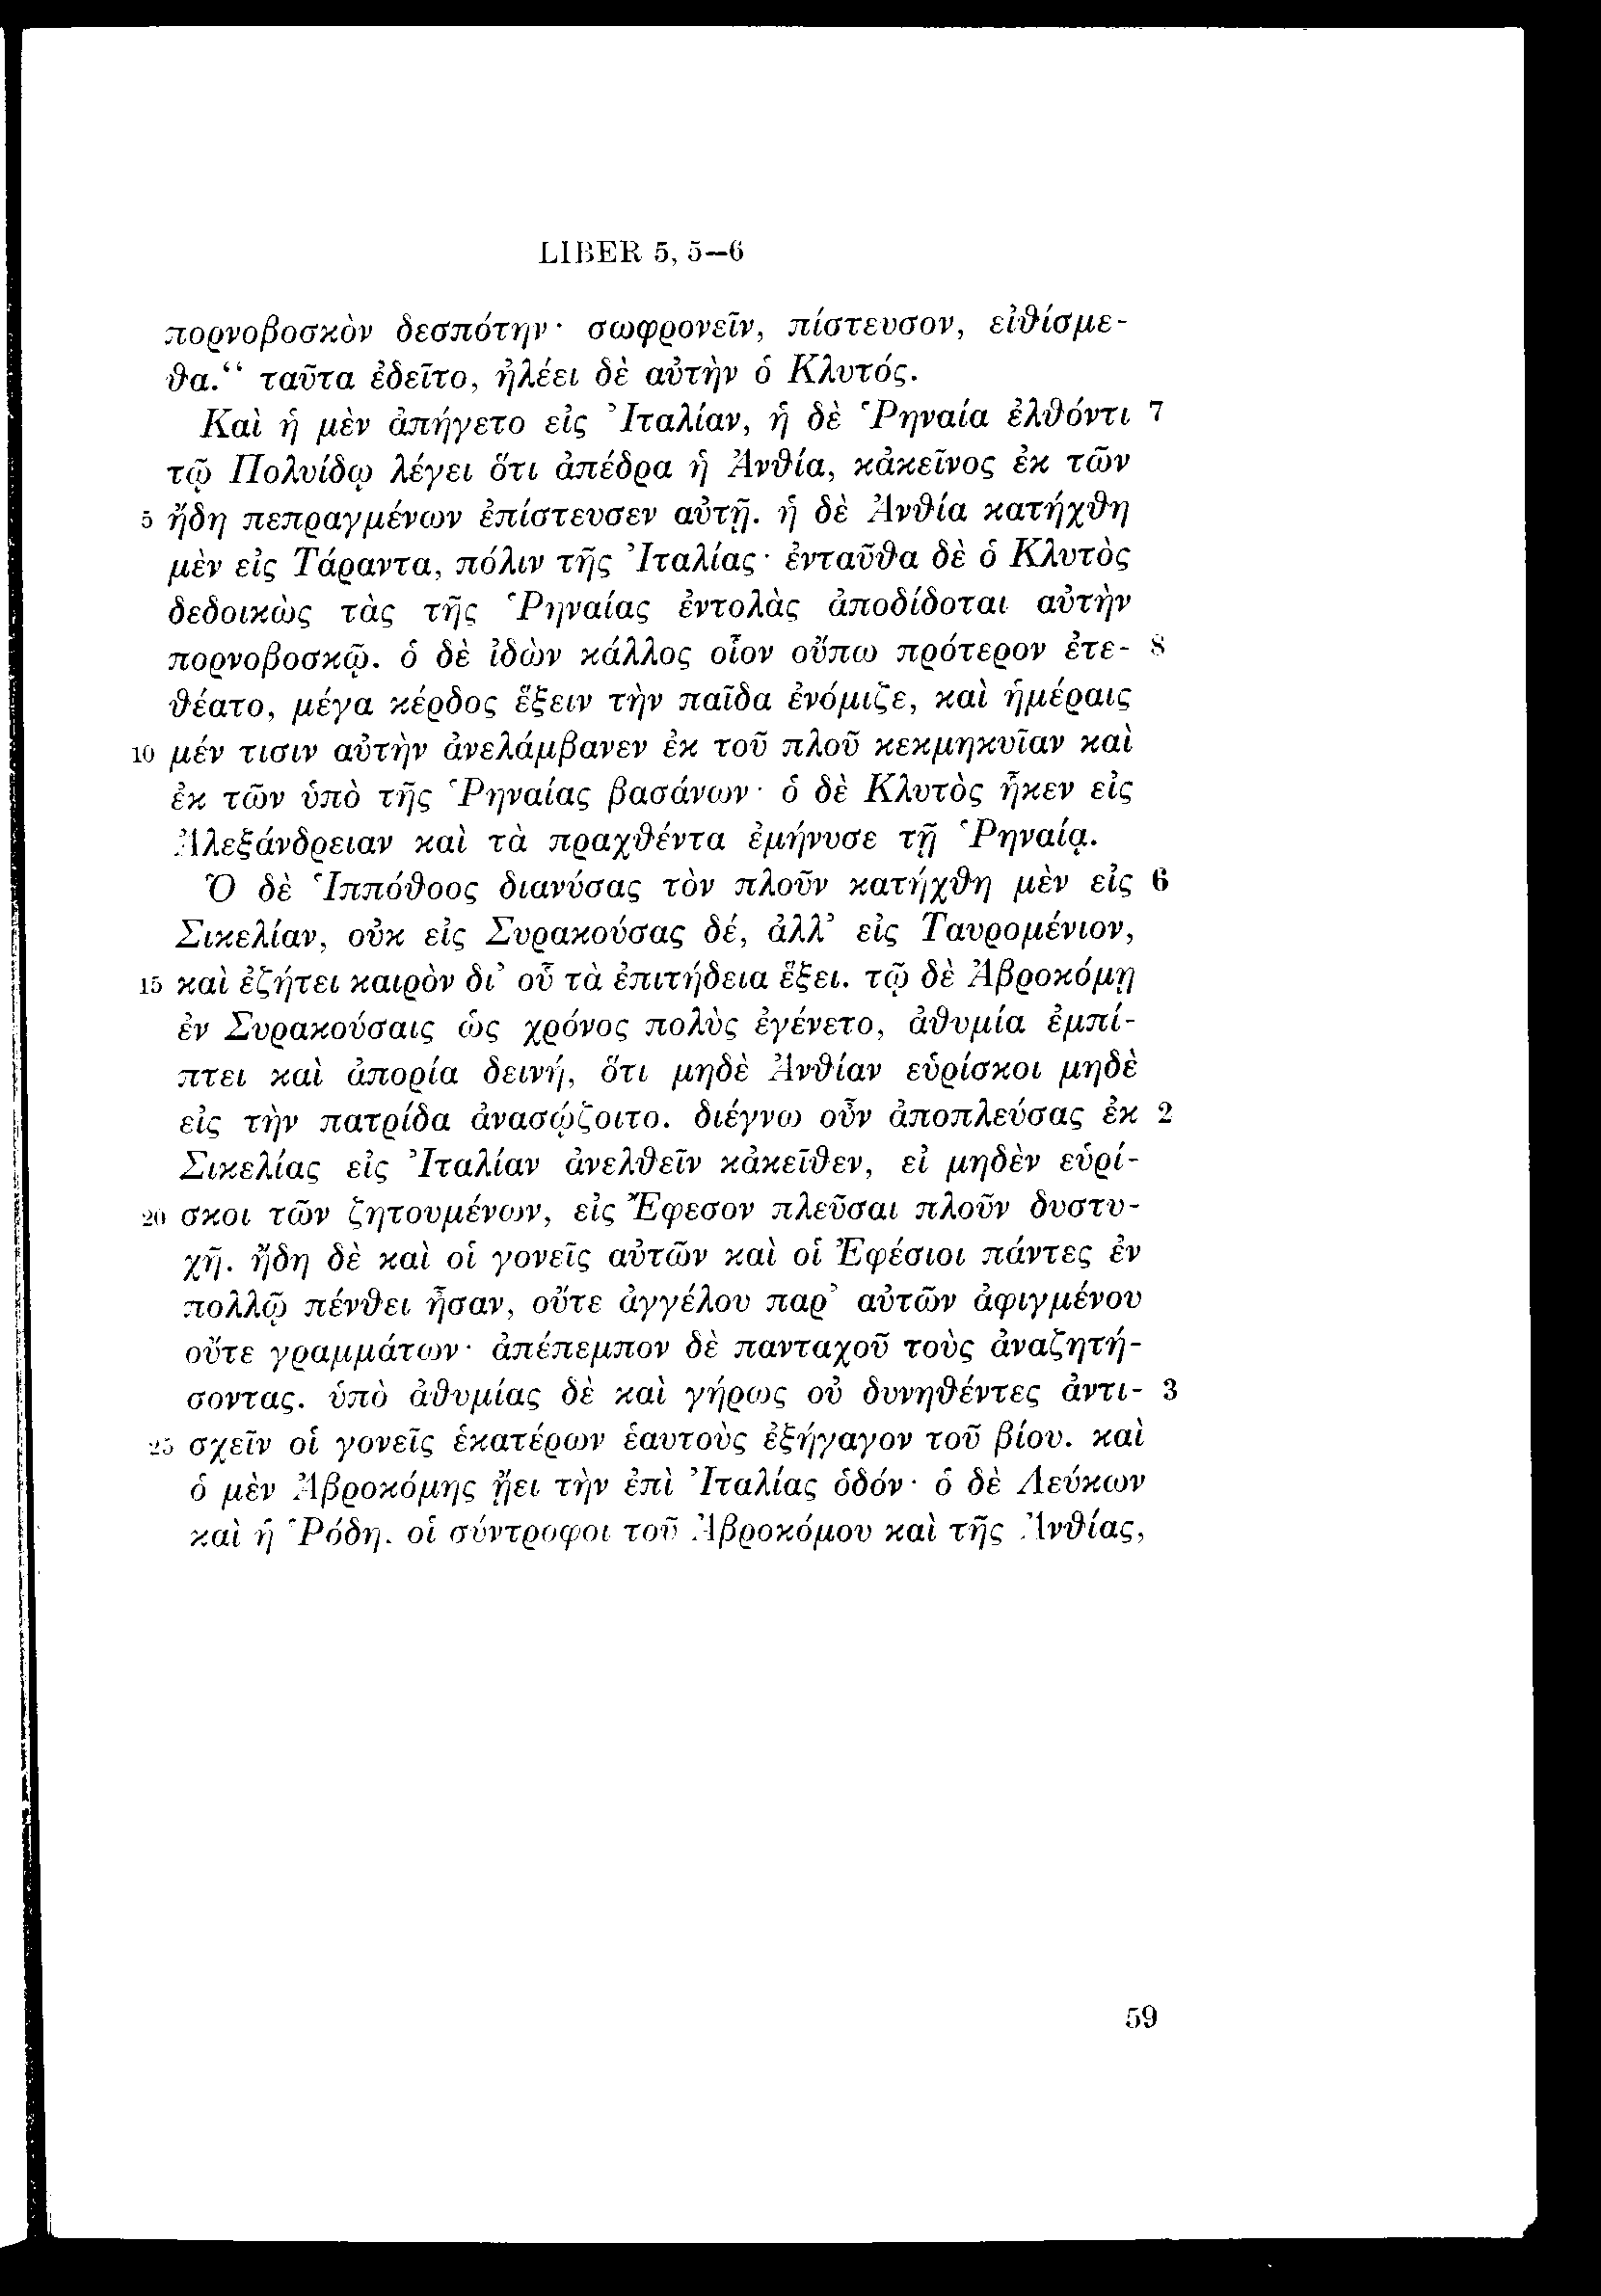 LIBER 5, 5—6
πορνοβοσκὸν δεσπότην· σωφρονεῖν, πίστευσον, εἰθίσμε-
θα.“ ταῦτα ἐδεῖτο, ἠλέει δὲ αὐτὴν ὁ Κλυτός.
Καὶ ἡ μὲν ἀπήγετο εἰς Ἰταλίαν, ἡ δὲ Ῥηναία ἐλθόντι 7
τῷ Πολυίδῳ λέγει ὅτι ἀπέδρα ἡ Ἀνθία, κἀκεῖνος ἐκ τῶν
5 ἤδη πεπραγμένων ἐπίστευσεν αὐτῇ. ἡ δὲ Ἀνθία κατήχθη
μὲν εἰς Τάραντα, πόλιν τῆς Ἰταλίας· ἐνταῦθα δὲ ὁ Κλυτὸς
δεδοικὼς τὰς τῆς Ῥηναίας ἐντολὰς ἀποδίδοται αὐτὴν
πορνοβοσκῷ. ὁ δὲ ἰδὼν κάλλος οἷον οὔπω πρότερον ἐτε- 8
θέατο, μέγα κέρδος ἕξειν τὴν παῖδα ἐνόμιζε, καὶ ἡμέραις
10 μέν τισιν αὐτὴν ἀνελάμβανεν ἐκ τοῦ πλοῦ κεκμηκυῖαν καὶ
ἐκ τῶν ὑπὸ τῆς Ῥηναίας βασάνων· ὁ δὲ Κλυτὸς ἧκεν εἰς
Ἀλεξάνδρειαν καὶ τὰ πραχθέντα ἐμήνυσε τῇ Ῥηναίᾳ.
Ὁ δὲ Ἱππόθοος διανύσας τὸν πλοῦν κατήχθη μὲν εἰς 6
Σικελίαν, οὐκ εἰς Συρακούσας δέ, ἀλλ’ εἰς Ταυρομένιον,
15 καὶ ἐζήτει καιρὸν δι’ οὗ τὰ ἐπιτήδεια ἕξει. τῷ δὲ Ἁβροκόμῃ
ἐν Συρακούσαις ὡς χρόνος πολὺς ἐγένετο, ἀθυμία ἐμπί-
πτει καὶ ἀπορία δεινή, ὅτι μηδὲ Ἀνθίαν εὑρίσκοι μηδὲ
εἰς τὴν πατρίδα ἀνασῴζοιτο. διέγνω οὖν ἀποπλεύσας ἐκ 2
Σικελίας εἰς Ἰταλίαν ἀνελθεῖν κἀκεῖθεν, εἰ μηδὲν εὑρί-
20 σκοι τῶν ζητουμένων, εἰς Ἔφεσον πλεῦσαι πλοῦν δυστυ-
χῆ. ἤδη δὲ καὶ οἱ γονεῖς αὐτῶν καὶ οἱ Ἐφέσιοι πάντες ἐν
πολλῷ πένθει ἦσαν, οὔτε ἀγγέλου παρ’ αὐτῶν ἀφιγμένου
οὔτε γραμμάτων· ἀπέπεμπον δὲ πανταχοῦ τοὺς ἀναζητή-
σοντας. ὑπὸ ἀθυμίας δὲ καὶ γήρως οὐ δυνηθέντες ἀντι- 3
25 σχεῖν οἱ γονεῖς ἑκατέρων ἑαυτοὺς ἐξήγαγον τοῦ βίου. καὶ
ὁ μὲν Ἁβροκόμης ᾔει τὴν ἐπὶ Ἰταλίας ὁδόν· ὁ δὲ Λεύκων
καὶ ἡ Ῥόδη. οἱ σύντροφοι τοῦ Ἁβροκόμου καὶ τῆς Ἀνθίας,
59